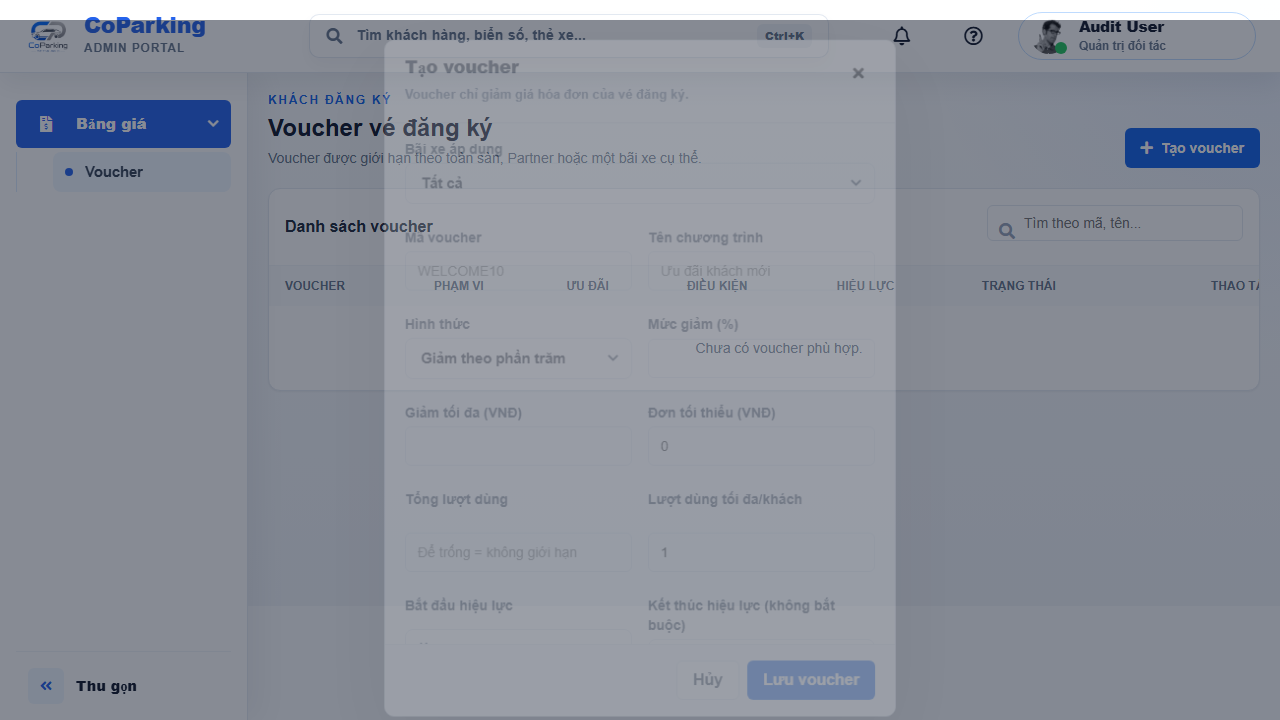 CoParking
ADMIN PORTAL
CoParking
Tìm khách hàng, biển số, thẻ xe...
Ctrl+K
Audit User
Quản trị đối tác
Bảng giá
Voucher
KHÁCH ĐĂNG KÝ
Voucher vé đăng ký
Voucher được giới hạn theo toàn sàn, Partner hoặc một bãi xe cụ thể.
Tạo voucher
Danh sách voucher
Tìm theo mã, tên...
VOUCHER
PHẠM VI
ƯU ĐÃI
ĐIỀU KIỆN
HIỆU LỰC
TRẠNG THÁI
THAO TÁ
Chưa có voucher phù hợp.
Tạo voucher
Voucher chỉ giảm giá hóa đơn của vé đăng ký.
Bãi xe áp dụng
Tất cả
Mã voucher
Tên chương trình
WELCOME10
Ưu đãi khách mới
Hình thức
Mức giảm (%)
Giảm theo phần trăm
Giảm tối đa (VNĐ)
Đơn tối thiểu (VNĐ)
0
Tổng lượt dùng
Lượt dùng tối đa/khách
Để trống = không giới hạn
1
Bắt đầu hiệu lực
Kết thúc hiệu lực (không bắt
buộc)
Hủy
Lưu voucher
Thu gọn